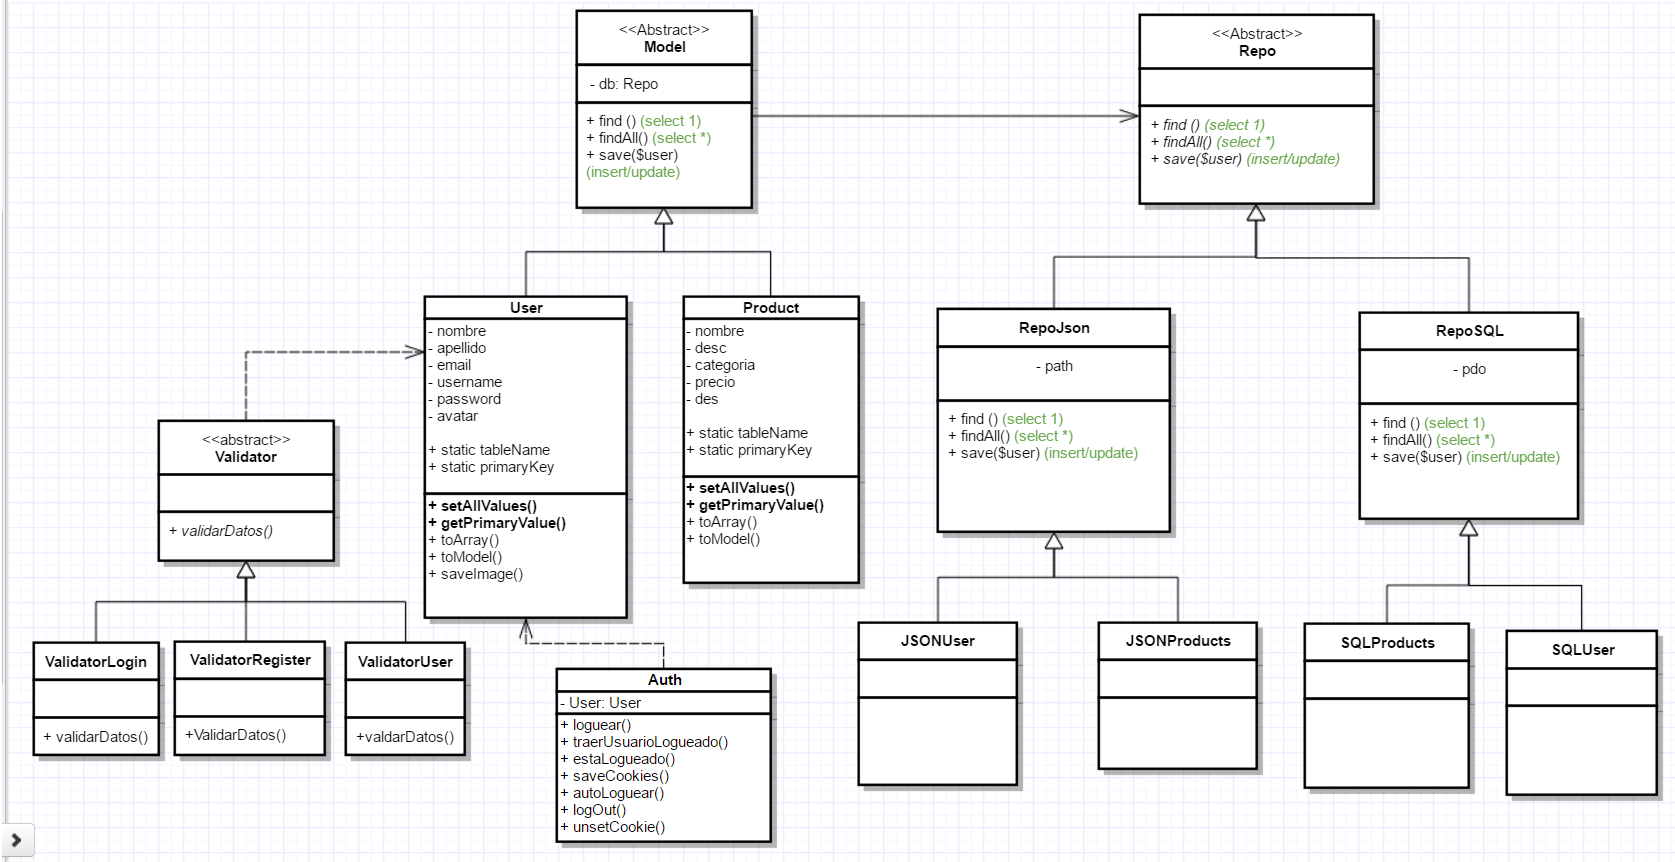 <<Abstract>>
Model
- db: Repo
+ find () (select 1)
+ findAll() (select *)
+ save($user)
(insert/update)
<<Abstract>>
Repo
+ find () (select 1)
+ findAll() (select *)
+ save($user) (insert/update)
User
- nombre
- apellido
- email
- username
- password
- avatar
+ static tableName
+ static primaryKey
+ setAllValues()
+ getPrimaryValue()
+ toArray()
+ toModel()
+ saveImage()
Product
- nombre
- desc
- categoria
- precio
- des
+ static tableName
+ static primaryKey
+ setAllValues()
+ getPrimaryValue()
+ toArray()
+ toModel()
RepoJson
- path
+ find () (select 1)
+ findAll() (select *)
+ save($user) (insert/update)
RepoSQL
- pdo
+ find () (select 1)
+ findAll() (select *)
+ save($user) (insert/update)
<<abstract>>
Validator
+ validarDatos()
ValidatorLogin
+ validarDatos()
ValidatorRegister
+ValidarDatos()
ValidatorUser
+valdarDatos()
Auth
- User: User
+ loguear()
+ traerUsuarioLogueado()
+ estaLogueado()
+ saveCookies()
+ autoLoguear()
+ logOut()
+ unsetCookie()
JSONUser
JSONProducts
SQLProducts
SQLUser